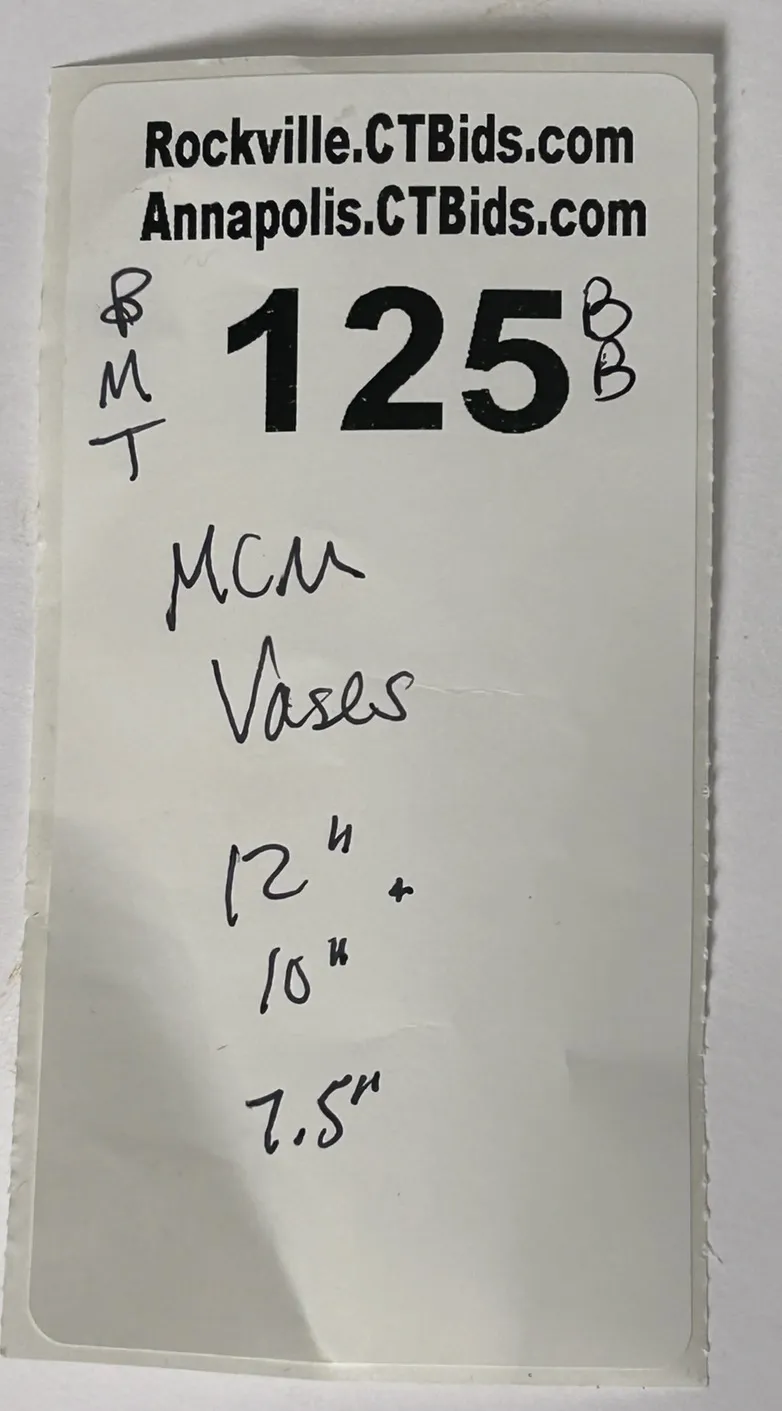 Rockville.CTBids.com
Annapolis.CTBids.com
B
M
T
125
B
B
MCM
Vases
12" +
10"
7.5"